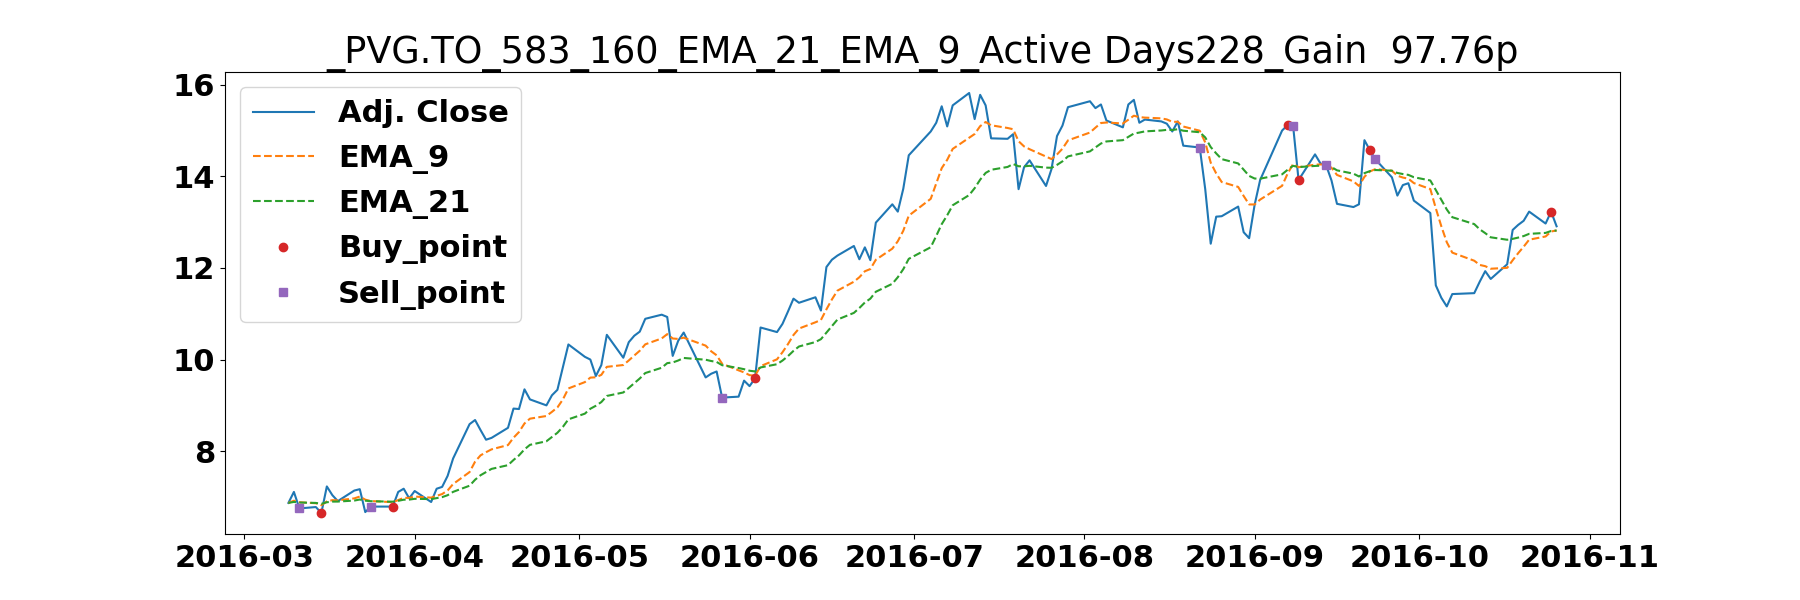 _PVG.TO_583_160_EMA_21_EMA_9_Active Days228_Gain  97.76p
16
14
12
10
8
Adj. Close
EMA_9
EMA_21
Buy_point
Sell_point
2016-03 2016-04 2016-05 2016-06 2016-07 2016-08 2016-09 2016-10 2016-11